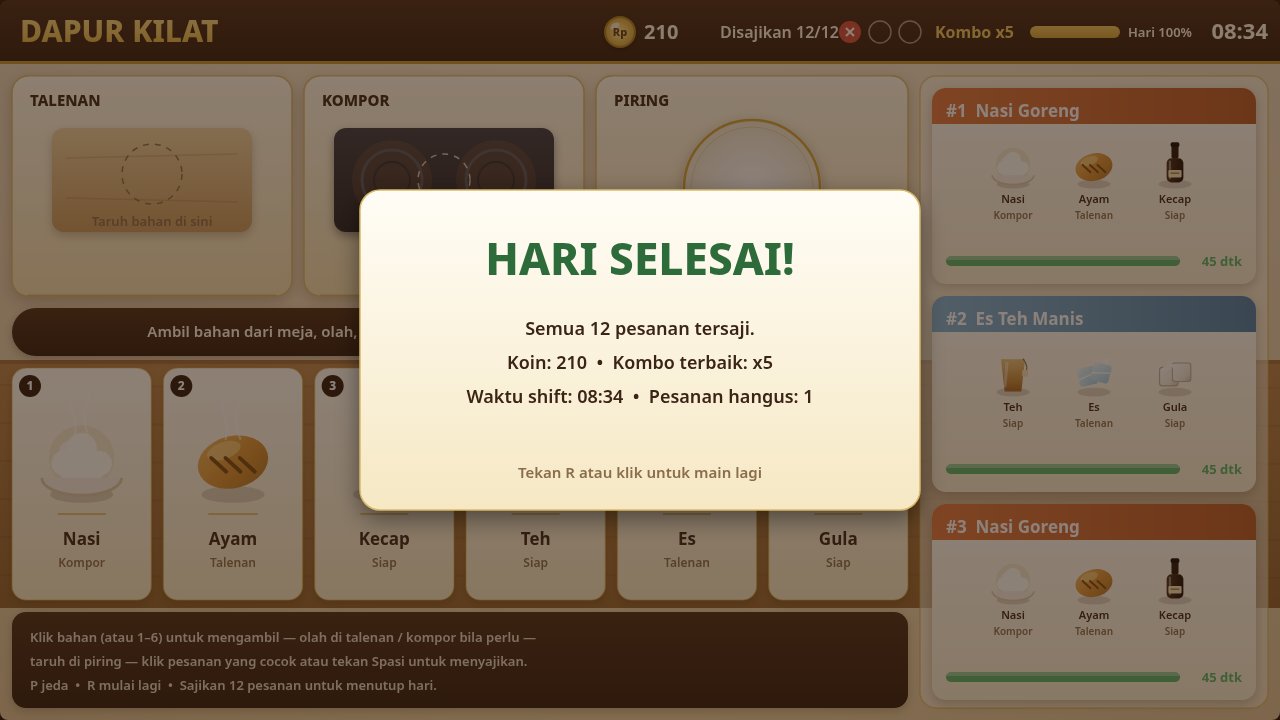 DAPUR KILAT
Rp 210
Disajikan 12/12
Kombo x5
Hari 100%
08:34
TALENAN
Taruh bahan di sini
KOMPOR
PIRING
Ambil bahan dari meja, olah,
HARI SELESAI!
Semua 12 pesanan tersaji.
Koin: 210 • Kombo terbaik: x5
Waktu shift: 08:34 • Pesanan hangus: 1
Tekan R atau klik untuk main lagi
1
Nasi
Kompor
2
Ayam
Talenan
3
Kecap
Siap
Teh
Siap
Es
Talenan
Gula
Siap
Klik bahan (atau 1–6) untuk mengambil — olah di talenan / kompor bila perlu —
taruh di piring — klik pesanan yang cocok atau tekan Spasi untuk menyajikan.
P jeda • R mulai lagi • Sajikan 12 pesanan untuk menutup hari.
#1 Nasi Goreng
Nasi Ayam Kecap
Kompor Talenan Siap
45 dtk
#2 Es Teh Manis
Teh Es Gula
Siap Talenan Siap
45 dtk
#3 Nasi Goreng
Nasi Ayam Kecap
Kompor Talenan Siap
45 dtk